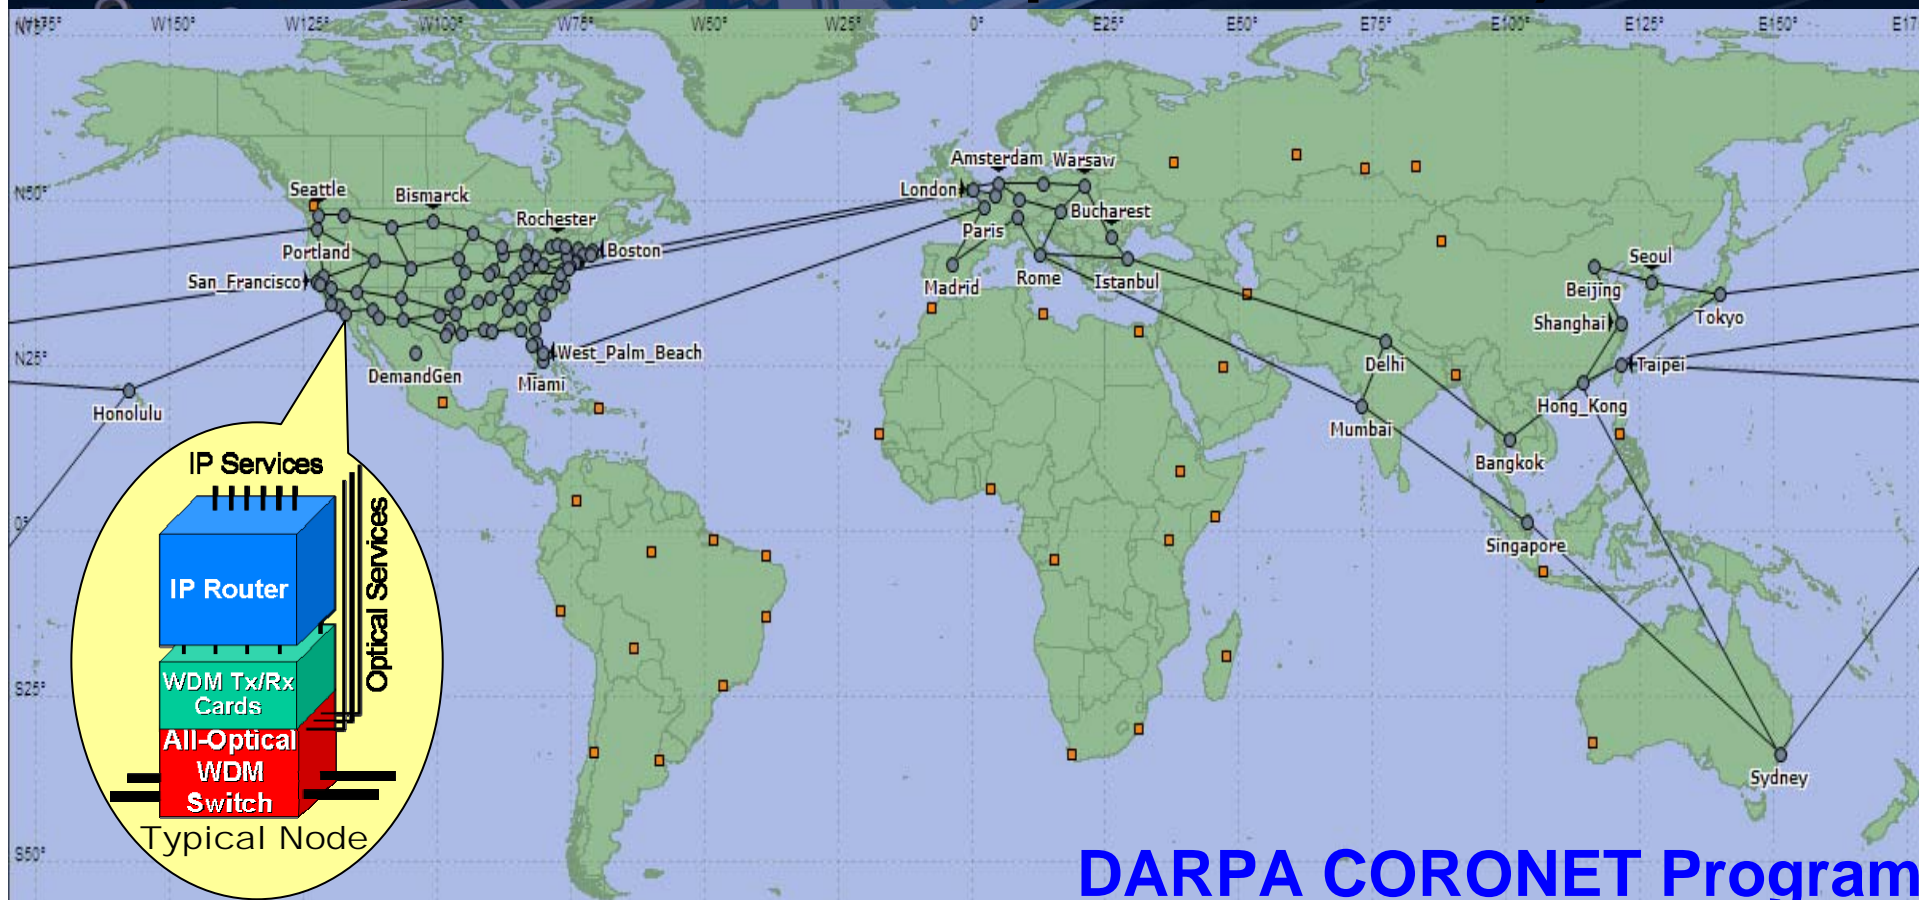 W150°
W125°
W100°
W75°
W50°
W25°
0°
E25°
E50°
E75°
E100°
E125°
E150°
N50°
N25°
0°
S25°
S50°
Seattle
Bismarck
Rochester
Portland
San_Francisco
Boston
DemandGen
Miami
West_Palm_Beach
Honolulu
Amsterdam
Warsaw
London
Bucharest
Paris
Madrid
Rome
Istanbul
Seoul
Beijing
Shanghai
Tokyo
Taipei
Delhi
Hong_Kong
Mumbai
Bangkok
Singapore
Sydney
IP Services
Optical Services
IP Router
WDM Tx/Rx
Cards
All-Optical
WDM
Switch
Typical Node
DARPA CORONET Program